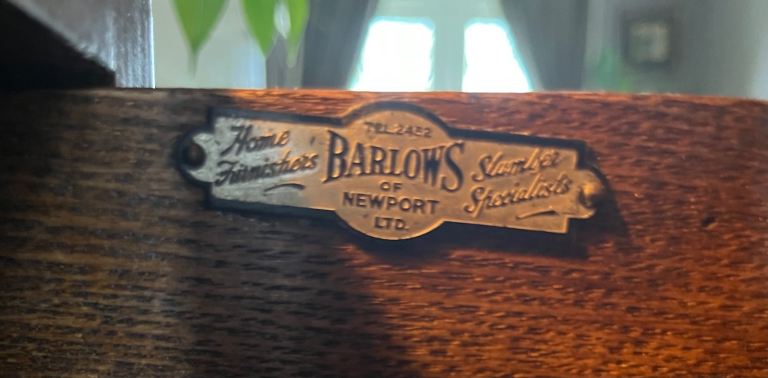 TEL. 2452
Home
Furnishers
BARLOWS
OF
NEWPORT
LTD.
Slumber
Specialists